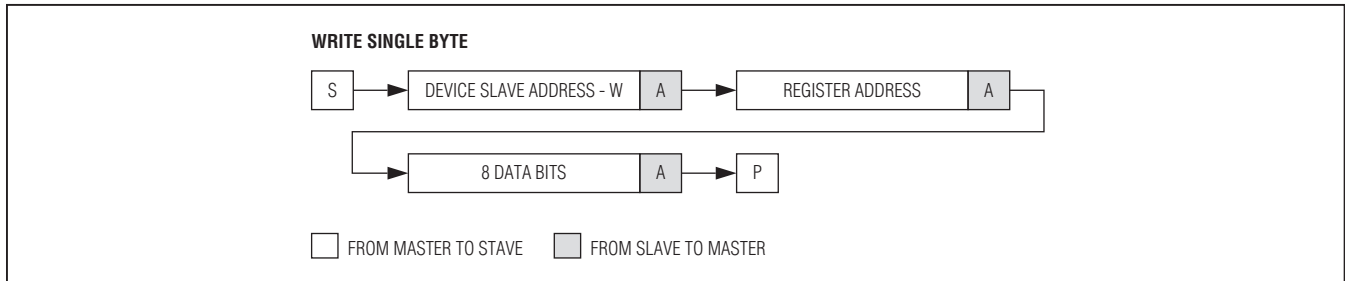 WRITE SINGLE BYTE
S DEVICE SLAVE ADDRESS - W A REGISTER ADDRESS A
8 DATA BITS A P
FROM MASTER TO STAVE FROM SLAVE TO MASTER